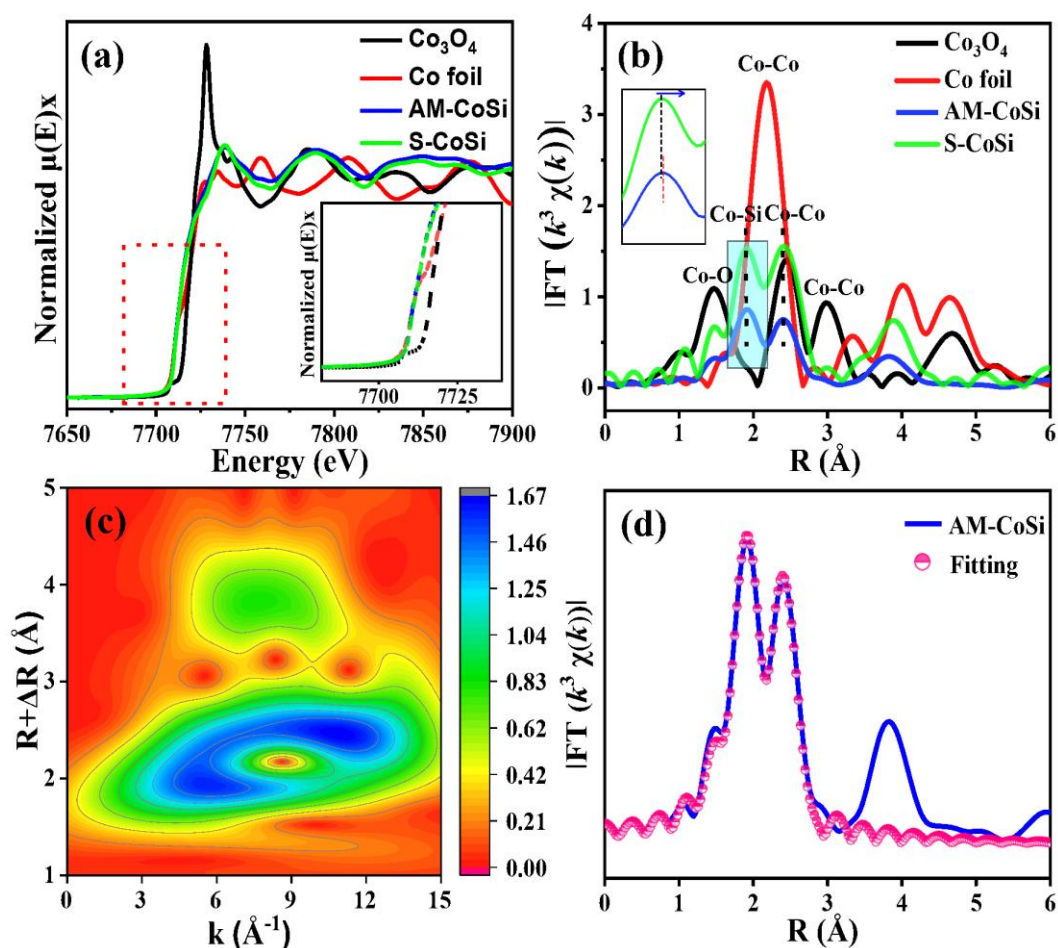 (a)
Co₃O₄
Co foil
AM-CoSi
S-CoSi
Normalized μ(E)x
Normalized μ(E)x
7700 7725
7650 7700 7750 7800 7850 7900
Energy (eV)
(b)
Co₃O₄
Co foil
AM-CoSi
S-CoSi
Co-Co
Co-Si Co-Co
Co-O
Co-Co
|FT (k³ χ(k))|
4
3
2
1
0
0 1 2 3 4 5 6
R (Å)
(c)
R+ΔR (Å)
5
4
3
2
1
0 3 6 9 12 15
k (Å⁻¹)
1.67
1.46
1.25
1.04
0.83
0.62
0.42
0.21
0.00
(d)
AM-CoSi
Fitting
|FT (k³ χ(k))|
0 1 2 3 4 5 6
R (Å)